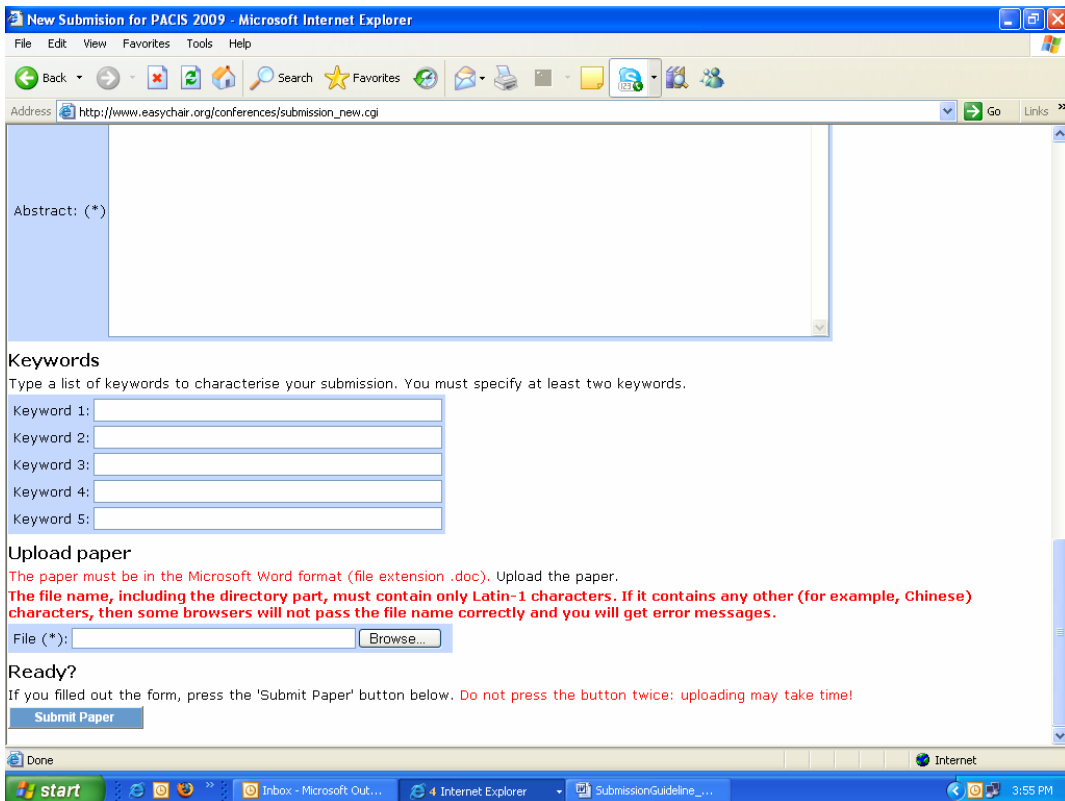 New Submision for PACIS 2009 - Microsoft Internet Explorer
File Edit View Favorites Tools Help
Back Search Favorites
Address http://www.easychair.org/conferences/submission_new.cgi Go Links »
Abstract: (*)
Keywords
Type a list of keywords to characterise your submission. You must specify at least two keywords.
Keyword 1:
Keyword 2:
Keyword 3:
Keyword 4:
Keyword 5:
Upload paper
The paper must be in the Microsoft Word format (file extension .doc). Upload the paper.
The file name, including the directory part, must contain only Latin-1 characters. If it contains any other (for example, Chinese)
characters, then some browsers will not pass the file name correctly and you will get error messages.
File (*): Browse...
Ready?
If you filled out the form, press the 'Submit Paper' button below. Do not press the button twice: uploading may take time!
Submit Paper
Done Internet
start » Inbox - Microsoft Out... 4 Internet Explorer SubmissionGuideline_... 3:55 PM